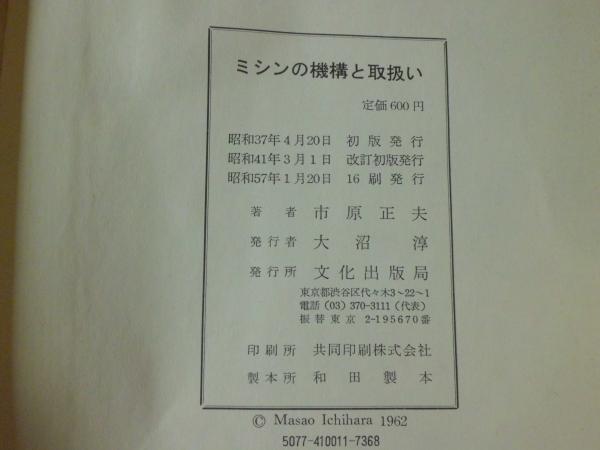 ミシンの機構と取扱い
定価 600 円
昭和37年4月20日 初版発行
昭和41年3月1日 改訂初版発行
昭和57年1月20日 16刷発行
著者 市原正夫
発行者 大沼淳
発行所 文化出版局
東京都渋谷区代々木3~22~1
電話 (03) 370-3111 (代表)
振替東京 2-195670番
印刷所 共同印刷株式会社
製本所 和田製本
© Masao Ichihara 1962
5077-410011-7368